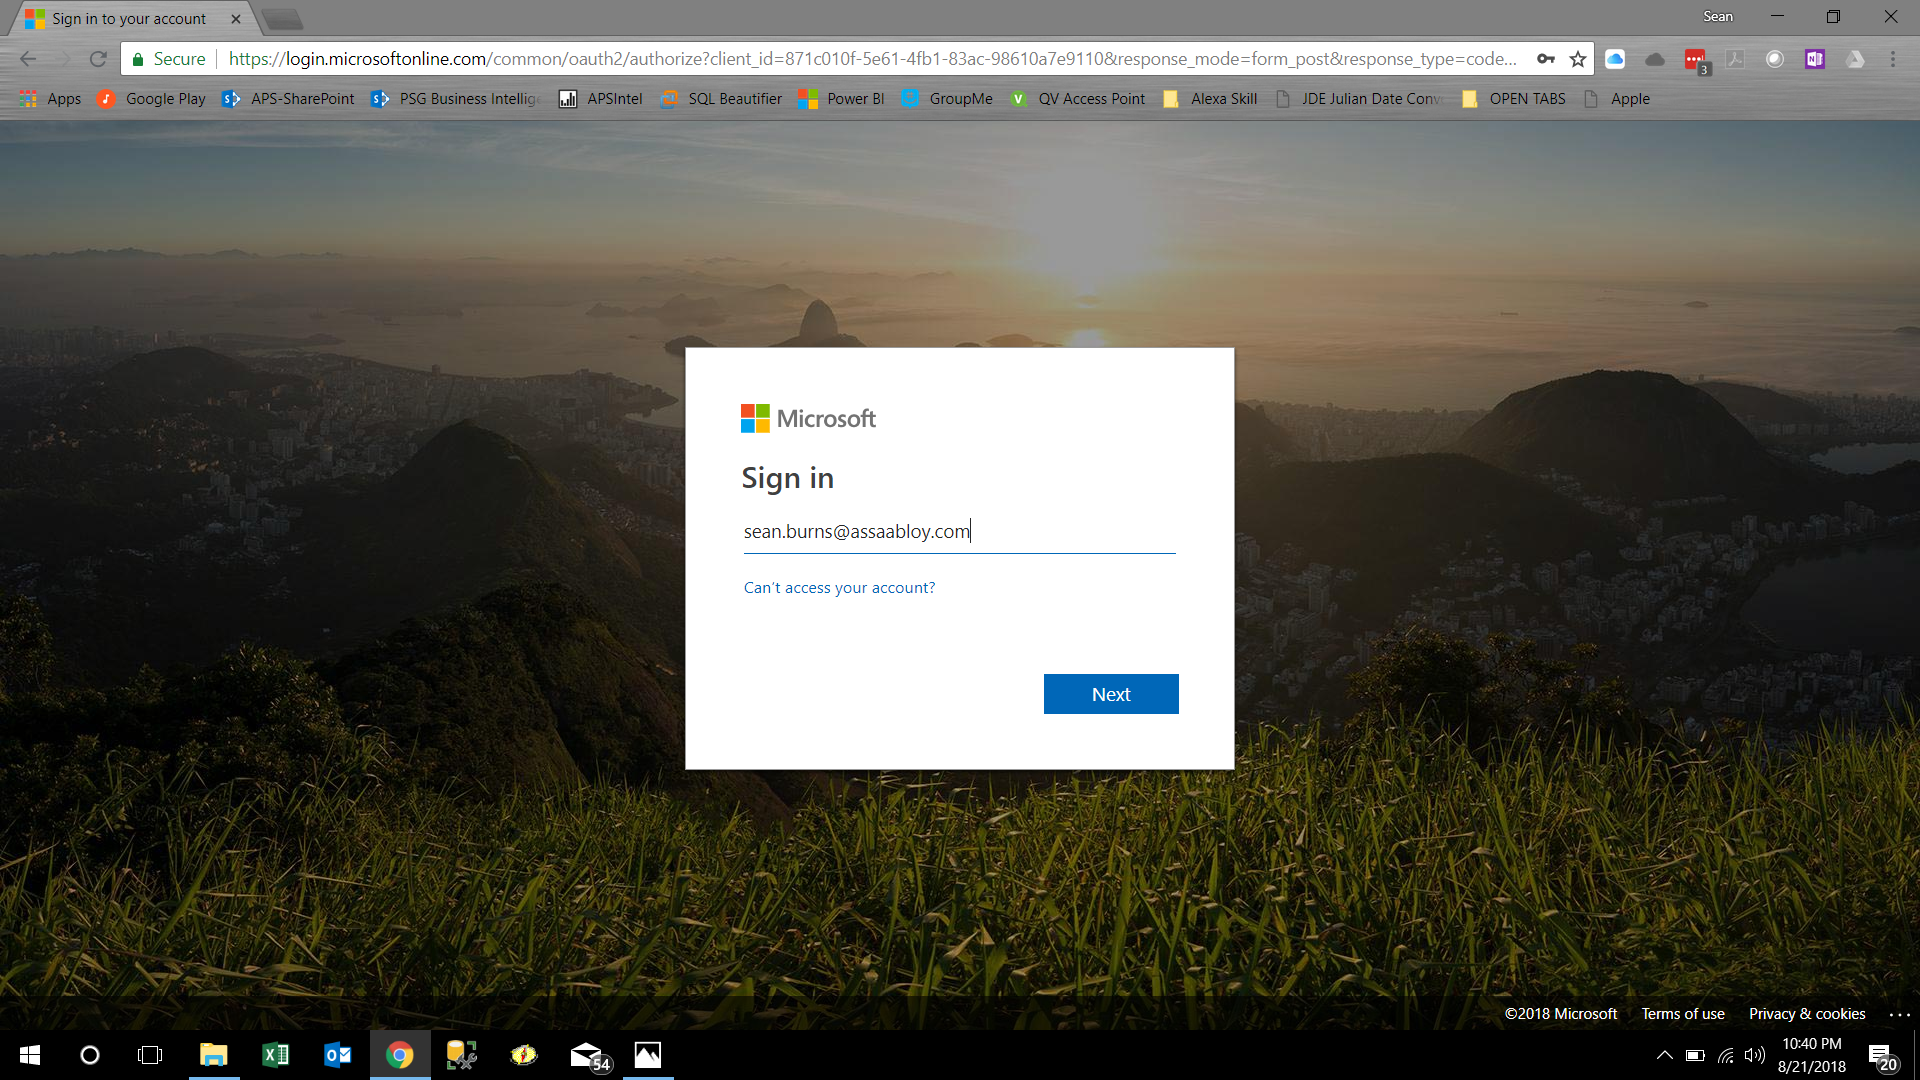 Sign in to your account
Sean
Secure
https://login.microsoftonline.com/common/oauth2/authorize?client_id=871c010f-5e61-4fb1-83ac-98610a7e9110&response_mode=form_post&response_type=code...
3
Apps
Google Play
APS-SharePoint
PSG Business Intellig
APSIntel
SQL Beautifier
Power BI
GroupMe
QV Access Point
Alexa Skill
JDE Julian Date Conv
OPEN TABS
Apple
Microsoft
Sign in
sean.burns@assaabloy.com
Can't access your account?
Next
©2018 Microsoft
Terms of use
Privacy & cookies
54
10:40 PM
8/21/2018
20